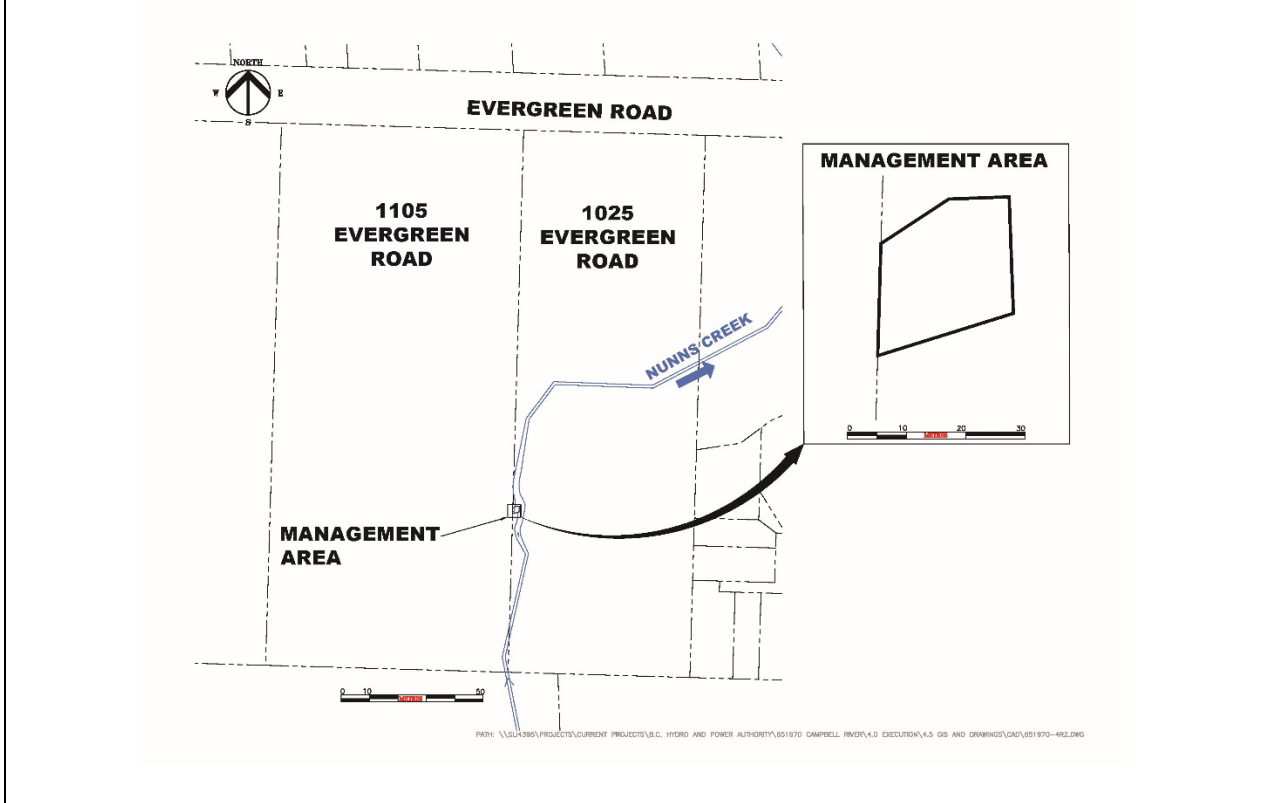 NORTH
W E
S
EVERGREEN ROAD
1105
EVERGREEN
ROAD
1025
EVERGREEN
ROAD
NUNNS CREEK
MANAGEMENT
AREA
0 10 50
METRES
MANAGEMENT AREA
0 10 20 30
METRES
PATH: \\SLI4396\PROJECTS\CURRENT PROJECTS\B.C. HYDRO AND POWER AUTHORITY\651970 CAMPBELL RIVER\4.0 EXECUTION\4.5 GIS AND DRAWINGS\CAD\651970-4R2.DWG